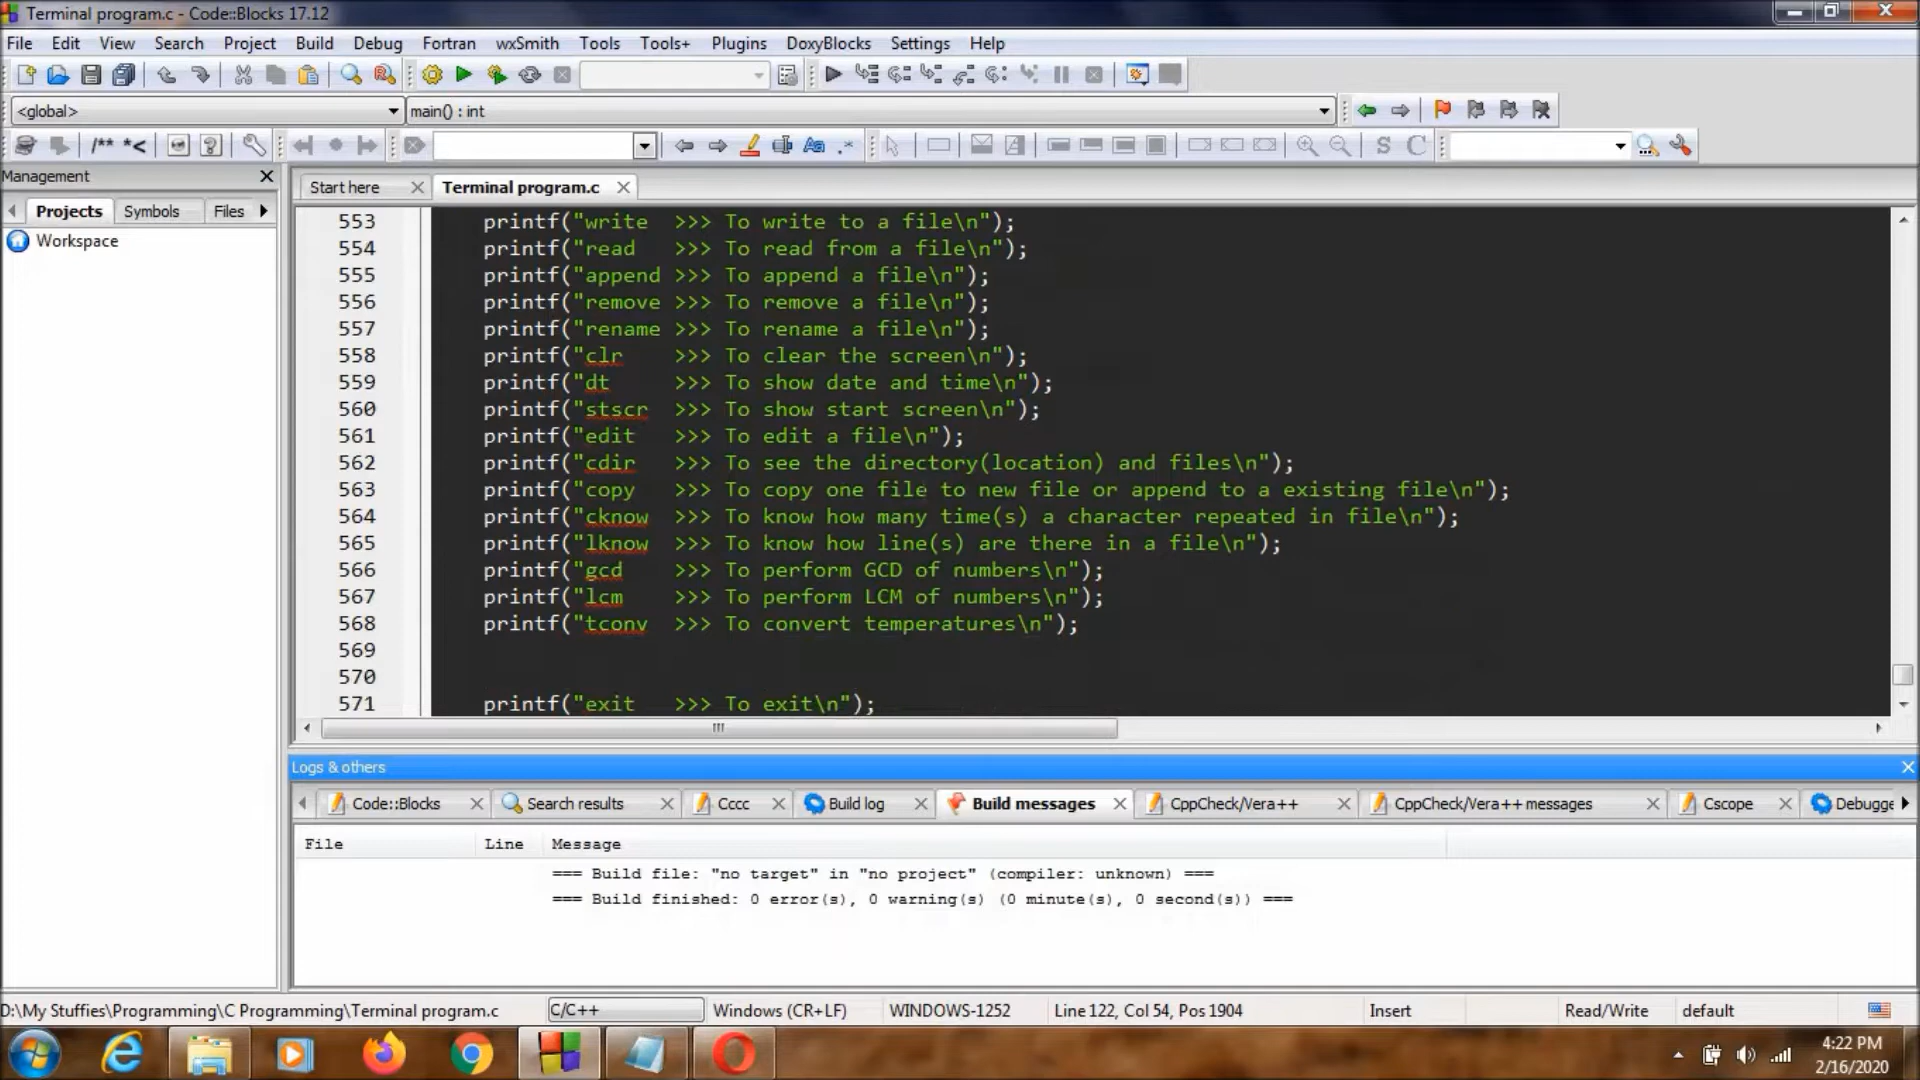 Terminal program.c - Code::Blocks 17.12
File Edit View Search Project Build Debug Fortran wxSmith Tools Tools+ Plugins DoxyBlocks Settings Help
<global> main() : int
/** *< Aa .* S C
Management
Start here Terminal program.c
Projects Symbols Files
Workspace
553 printf("write >>> To write to a file\n");
554 printf("read >>> To read from a file\n");
555 printf("append >>> To append a file\n");
556 printf("remove >>> To remove a file\n");
557 printf("rename >>> To rename a file\n");
558 printf("clr >>> To clear the screen\n");
559 printf("dt >>> To show date and time\n");
560 printf("stscr >>> To show start screen\n");
561 printf("edit >>> To edit a file\n");
562 printf("cdir >>> To see the directory(location) and files\n");
563 printf("copy >>> To copy one file to new file or append to a existing file\n");
564 printf("cknow >>> To know how many time(s) a character repeated in file\n");
565 printf("lknow >>> To know how line(s) are there in a file\n");
566 printf("gcd >>> To perform GCD of numbers\n");
567 printf("lcm >>> To perform LCM of numbers\n");
568 printf("tconv >>> To convert temperatures\n");
569
570
571 printf("exit >>> To exit\n");
Logs & others
Code::Blocks Search results Cccc Build log Build messages CppCheck/Vera++ CppCheck/Vera++ messages Cscope Debugge
File Line Message
=== Build file: "no target" in "no project" (compiler: unknown) ===
=== Build finished: 0 error(s), 0 warning(s) (0 minute(s), 0 second(s)) ===
D:\My Stuffies\Programming\C Programming\Terminal program.c C/C++ Windows (CR+LF) WINDOWS-1252 Line 122, Col 54, Pos 1904 Insert Read/Write default
4:22 PM
2/16/2020